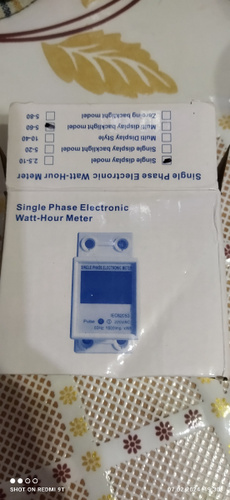 Single Phase Electronic Watt-Hour Meter
Single display model
2.5-10
Single display backlight model
5-20
Multi Display Style
10-40
Multi display backlight model
5-60
Zeroing backlight model
5-80
Single Phase Electronic
Watt-Hour Meter
SHOT ON REDMI 9T